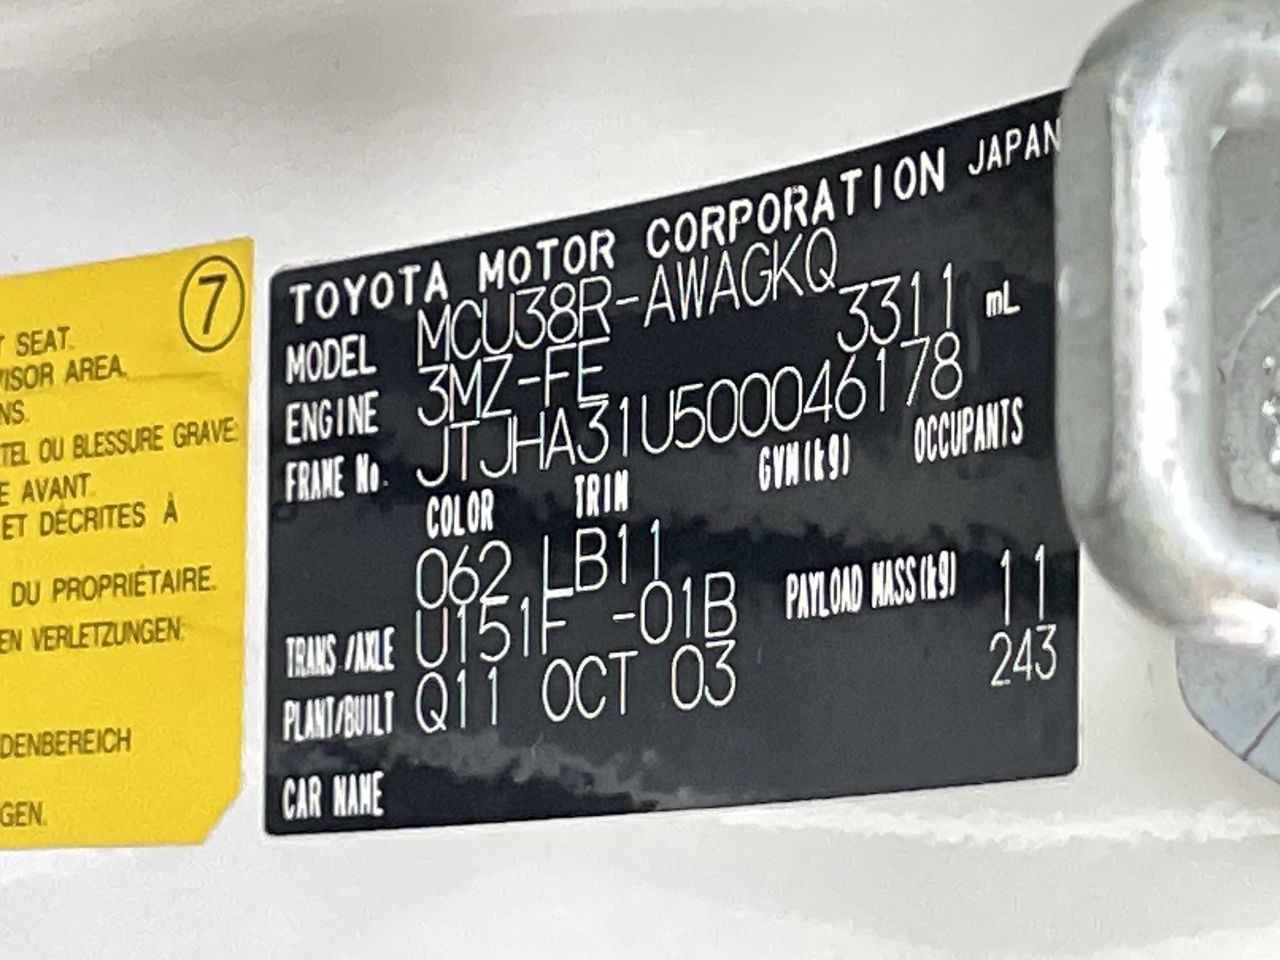 7
T SEAT.
VISOR AREA.
NS.
TEL OU BLESSURE GRAVE.
E AVANT
ET DÉCRITES À
DU PROPRIÉTAIRE.
EN VERLETZUNGEN
DENBEREICH
GEN.
TOYOTA MOTOR CORPORATION JAPAN
MODEL MCU38R-AWAGKQ
ENGINE 3MZ-FE 3311 mL
FRAME No. JTJHA31U500046178
COLOR TRIM GVM(kg) OCCUPANTS
062 LB11
TRANS./AXLE U151F -01B PAYLOAD MASS(kg) 11
PLANT/BUILT Q11 OCT 03 243
CAR NAME